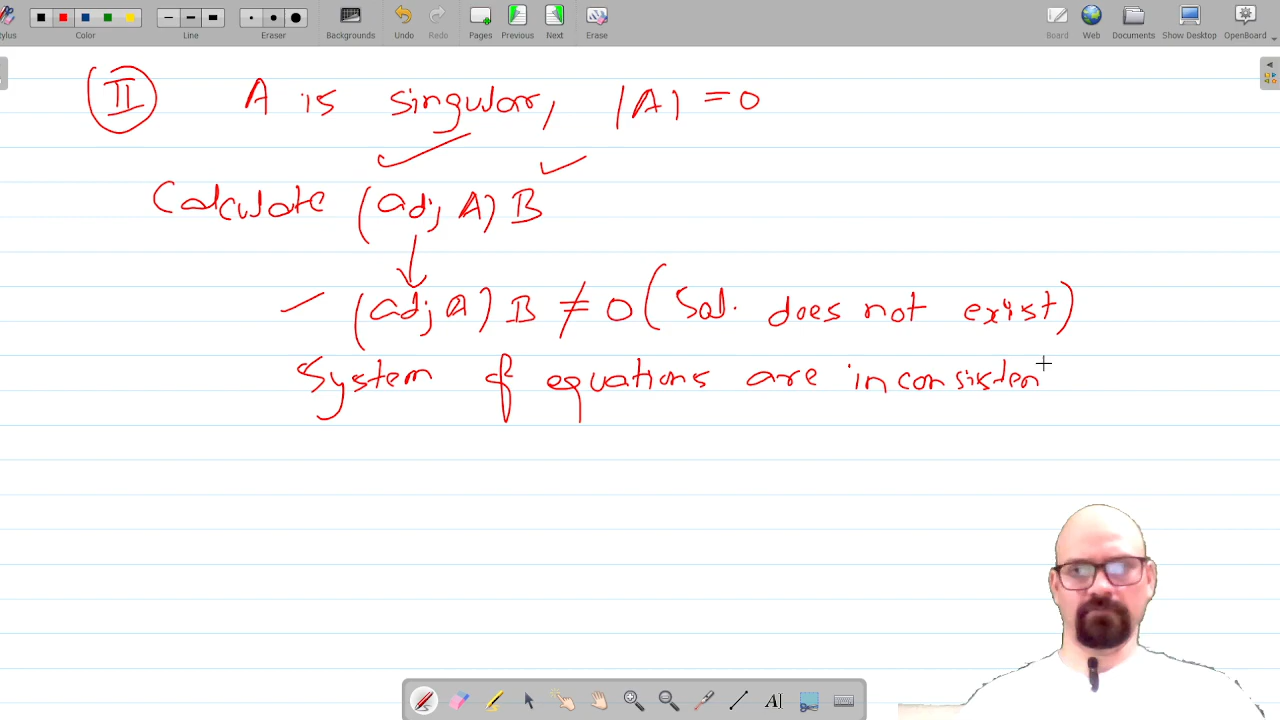 Stylus
Color
Line
Eraser
Backgrounds
Undo
Redo
Pages
Previous
Next
Erase
Board
Web
Documents
Show Desktop
OpenBoard
II A is singular, |A| = 0
Calculate (adj A) B
(adj A) B ≠ 0 (Sol. does not exist)
System of equations are inconsisten